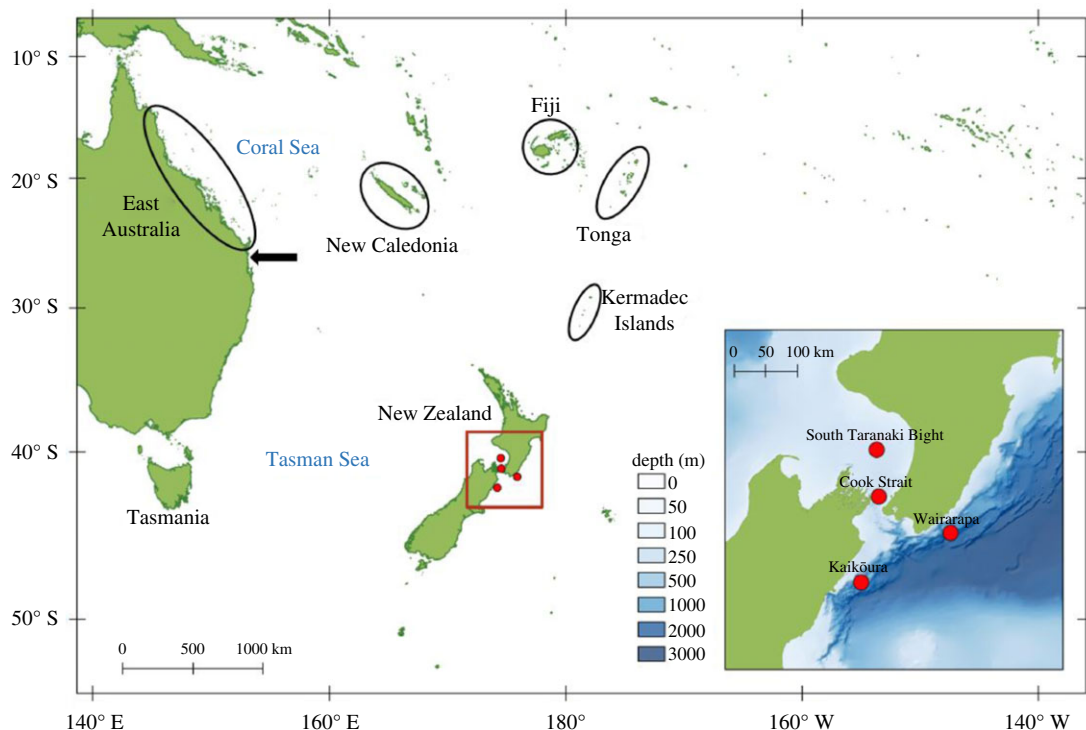 10° S
20° S
30° S
40° S
50° S
140° E
160° E
180°
160° W
140° W
Coral Sea
East
Australia
New Caledonia
Fiji
Tonga
Kermadec
Islands
New Zealand
Tasman Sea
Tasmania
0 500 1000 km
depth (m)
0
50
100
250
500
1000
2000
3000
0 50 100 km
South Taranaki Bight
Cook Strait
Wairarapa
Kaikōura